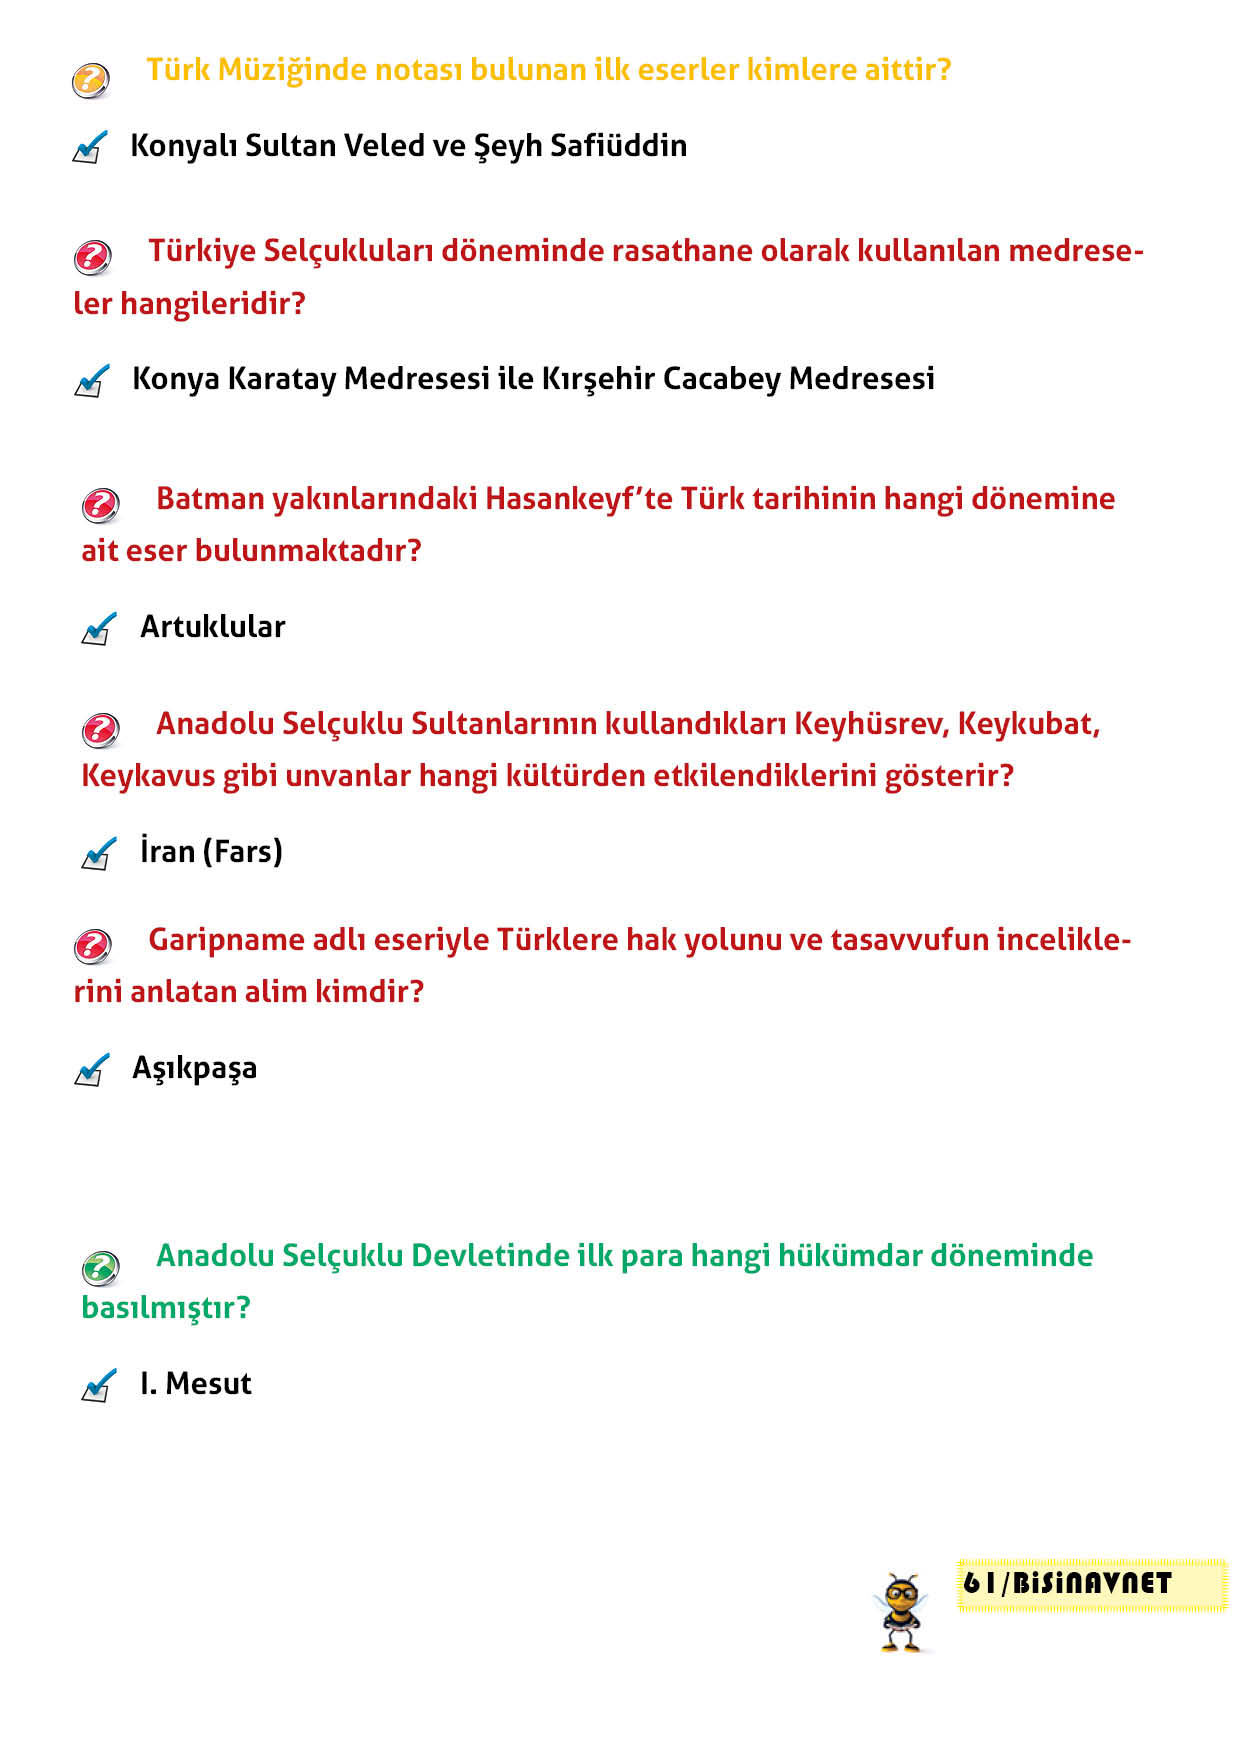 Türk Müziğinde notası bulunan ilk eserler kimlere aittir?
Konyalı Sultan Veled ve Şeyh Safiüddin
Türkiye Selçukluları döneminde rasathane olarak kullanılan medrese-
ler hangileridir?
Konya Karatay Medresesi ile Kırşehir Cacabey Medresesi
Batman yakınlarındaki Hasankeyf’te Türk tarihinin hangi dönemine
ait eser bulunmaktadır?
Artuklular
Anadolu Selçuklu Sultanlarının kullandıkları Keyhüsrev, Keykubat,
Keykavus gibi unvanlar hangi kültürden etkilendiklerini gösterir?
İran (Fars)
Garipname adlı eseriyle Türklere hak yolunu ve tasavvufun incelikle-
rini anlatan alim kimdir?
Aşıkpaşa
Anadolu Selçuklu Devletinde ilk para hangi hükümdar döneminde
basılmıştır?
I. Mesut
61/BiSiNAVNET